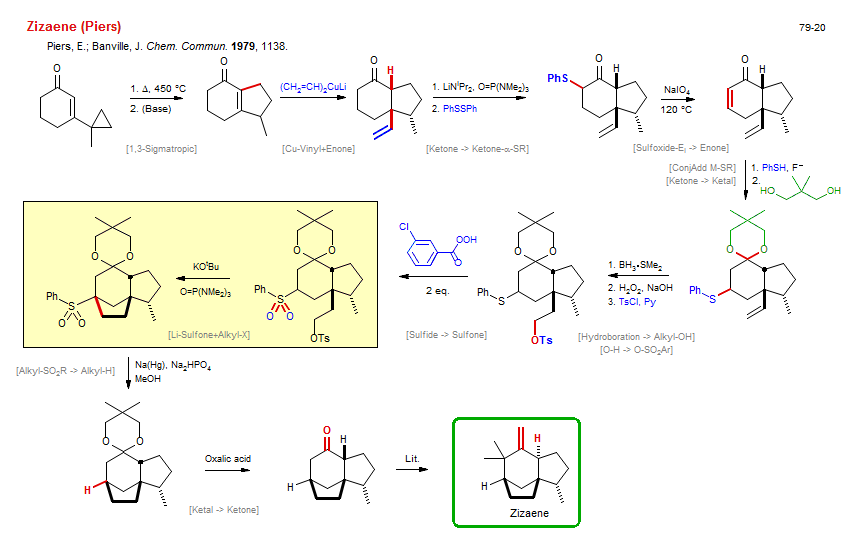 Zizaene (Piers)
79-20
Piers, E.; Banville, J. Chem. Commun. 1979, 1138.
O
1. Δ, 450 °C
2. (Base)
[1,3-Sigmatropic]
O
(CH₂=CH)₂CuLi
[Cu-Vinyl+Enone]
O
H
1. LiNⁱPr₂, O=P(NMe₂)₃
2. PhSSPh
[Ketone -> Ketone-α-SR]
PhS
O
H
NaIO₄
120 °C
[Sulfoxide-Eᵢ -> Enone]
O
H
[ConjAdd M-SR]
[Ketone -> Ketal]
1. PhSH, F⁻
2.
HO
OH
O
O
Ph
S
1. BH₃•SMe₂
2. H₂O₂, NaOH
3. TsCl, Py
[Hydroboration -> Alkyl-OH]
[O-H -> O-SO₂Ar]
O
O
Ph
S
OTs
Cl
OOH
O
2 eq.
[Sulfide -> Sulfone]
O
O
Ph
S
O
O
OTs
KOᵗBu
O=P(NMe₂)₃
[Li-Sulfone+Alkyl-X]
O
O
Ph
S
O
O
[Alkyl-SO₂R -> Alkyl-H]
Na(Hg), Na₂HPO₄
MeOH
O
O
H
Oxalic acid
[Ketal -> Ketone]
O
H
H
Lit.
H
H
Zizaene